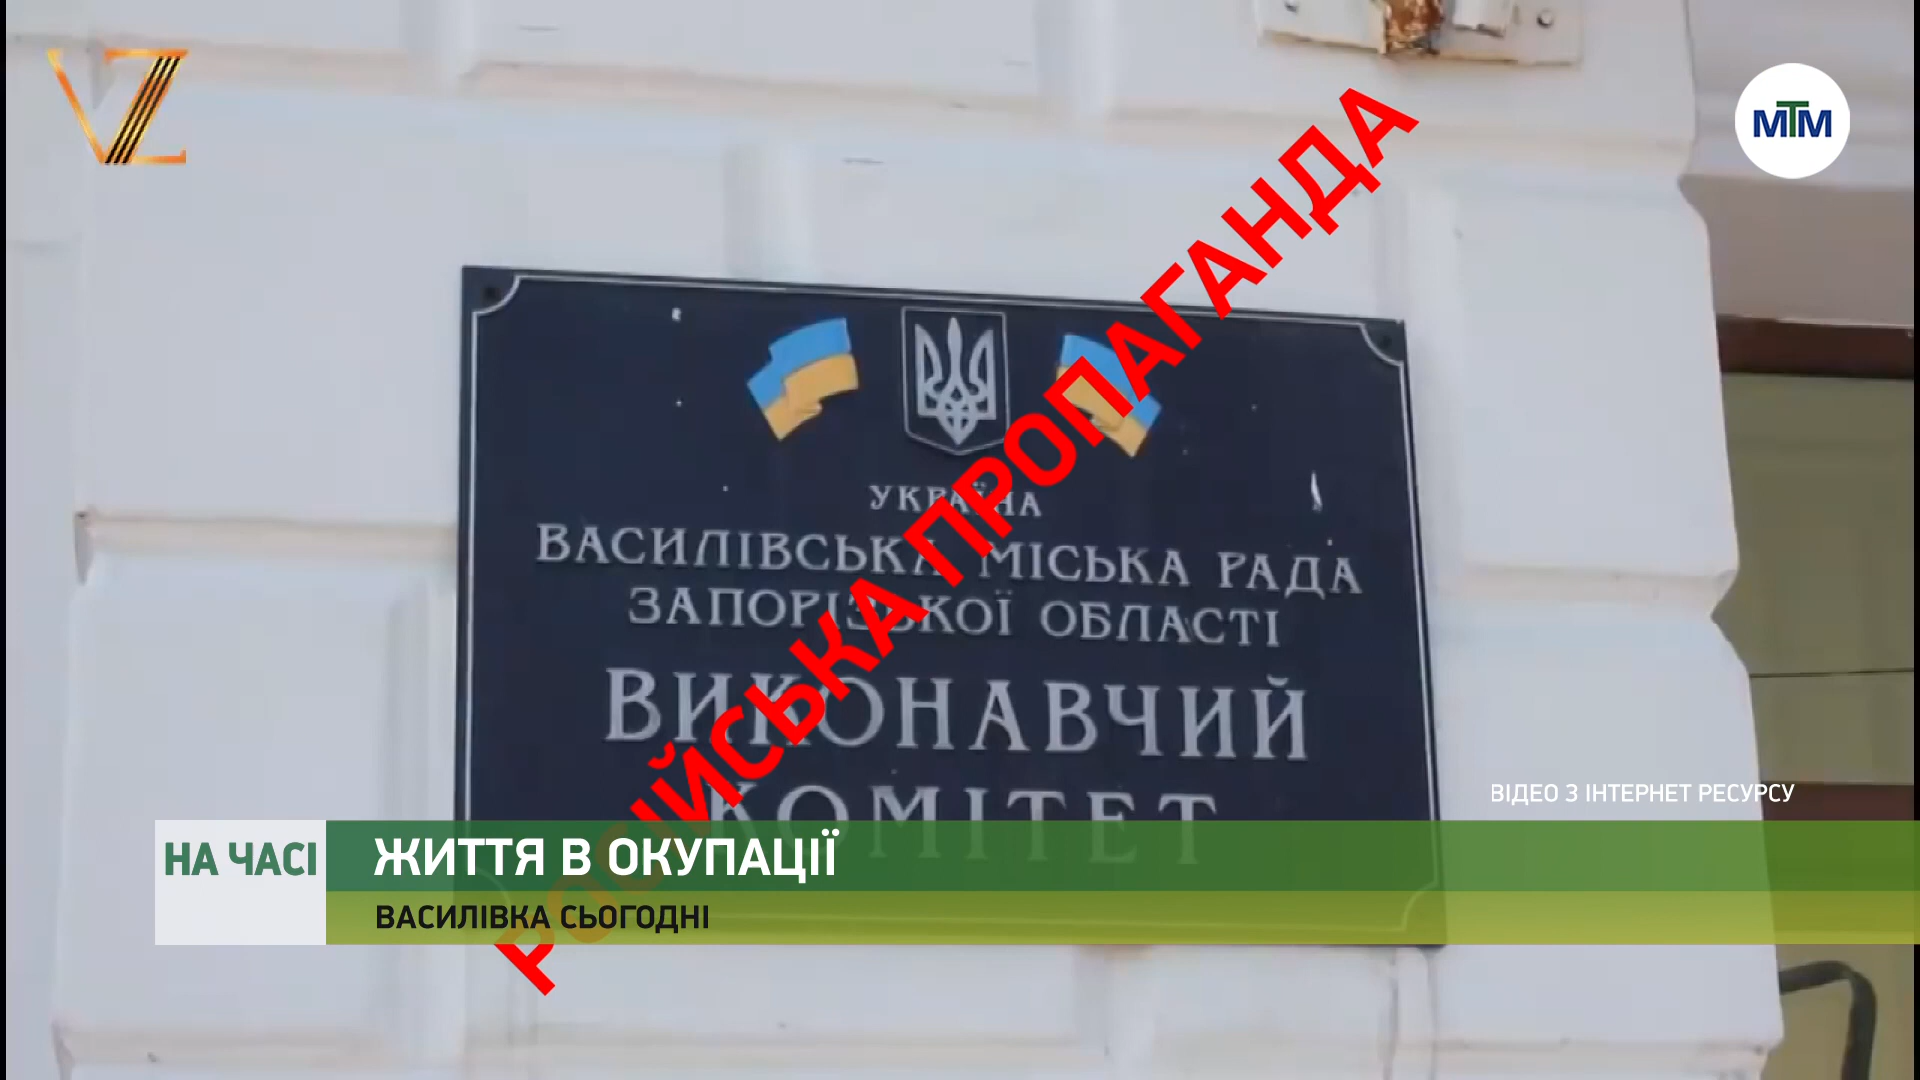 VZ
МТМ
УКРАЇНА
ВАСИЛІВСЬКА МІСЬКА РАДА
ЗАПОРІЗЬКОЇ ОБЛАСТІ
ВИКОНАВЧИЙ
КОМІТЕТ
РОСІЙСЬКА ПРОПАГАНДА
ВІДЕО З ІНТЕРНЕТ РЕСУРСУ
НА ЧАСІ
ЖИТТЯ В ОКУПАЦІЇ
ВАСИЛІВКА СЬОГОДНІ